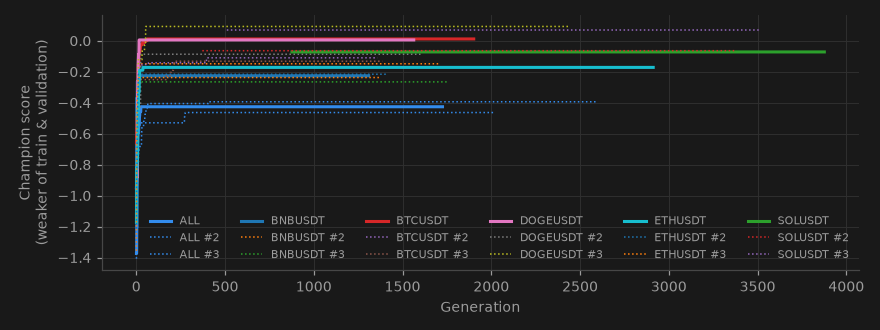 Champion score
(weaker of train & validation)
0.0
−0.2
−0.4
−0.6
−0.8
−1.0
−1.2
−1.4
ALL BNBUSDT BTCUSDT DOGEUSDT ETHUSDT SOLUSDT
ALL #2 BNBUSDT #2 BTCUSDT #2 DOGEUSDT #2 ETHUSDT #2 SOLUSDT #2
ALL #3 BNBUSDT #3 BTCUSDT #3 DOGEUSDT #3 ETHUSDT #3 SOLUSDT #3
0 500 1000 1500 2000 2500 3000 3500 4000
Generation